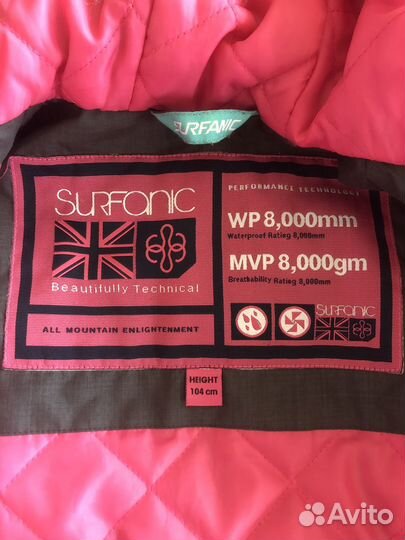 SURFANIC
SURFANIC
Beautifully Technical
ALL MOUNTAIN ENLIGHTENMENT
PERFORMANCE TECHNOLOGY
WP 8,000mm
Waterproof Rating 8,000mm
MVP 8,000gm
Breathability Rating 8,000mm
SURFANIC
HEIGHT
104 cm
Avito